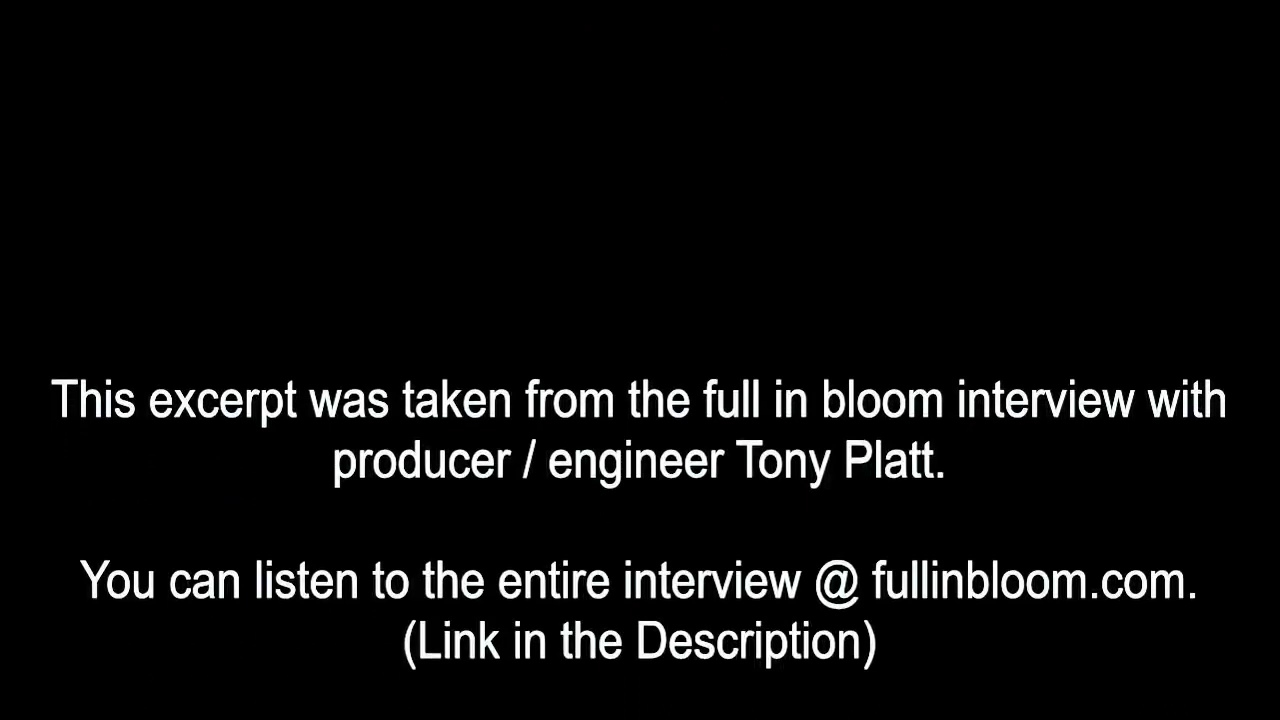 This excerpt was taken from the full in bloom interview with
producer / engineer Tony Platt.
You can listen to the entire interview @ fullinbloom.com.
(Link in the Description)